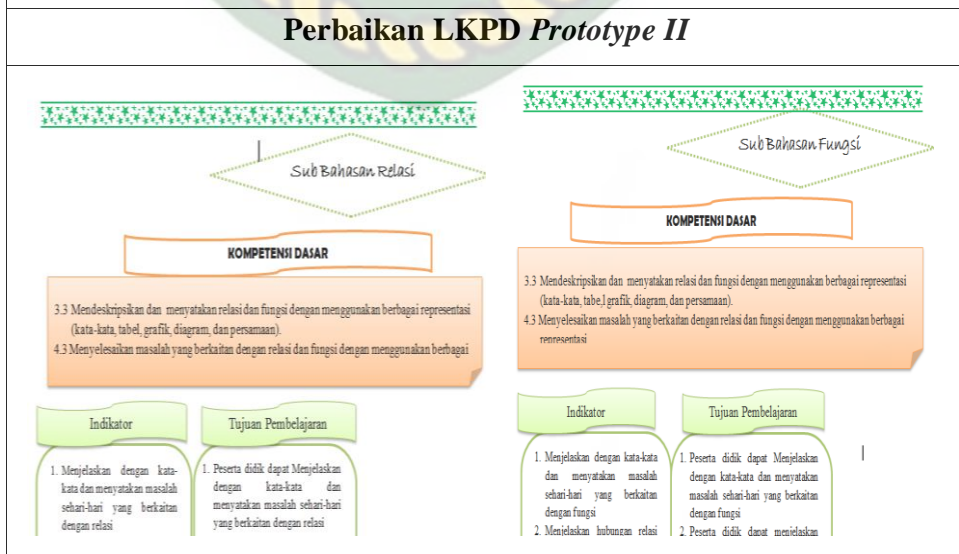 Perbaikan LKPD Prototype II
Sub Bahasan Relasi
KOMPETENSI DASAR
3.3 Mendeskripsikan dan menyatakan relasi dan fungsi dengan menggunakan berbagai representasi
(kata-kata, tabel, grafik, diagram, dan persamaan).
4.3 Menyelesaikan masalah yang berkaitan dengan relasi dan fungsi dengan menggunakan berbagai
Indikator
1. Menjelaskan dengan kata-
kata dan menyatakan masalah
sehari-hari yang berkaitan
dengan relasi
Tujuan Pembelajaran
1. Peserta didik dapat Menjelaskan
dengan kata-kata dan
menyatakan masalah sehari-hari
yang berkaitan dengan relasi
Sub Bahasan Fungsi
KOMPETENSI DASAR
3.3 Mendeskripsikan dan menyatakan relasi dan fungsi dengan menggunakan berbagai representasi
(kata-kata, tabe,l grafik, diagram, dan persamaan).
4.3 Menyelesaikan masalah yang berkaitan dengan relasi dan fungsi dengan menggunakan berbagai
representasi
Indikator
1. Menjelaskan dengan kata-kata
dan menyatakan masalah
sehari-hari yang berkaitan
dengan fungsi
2. Menjelaskan hubungan relasi
Tujuan Pembelajaran
1. Peserta didik dapat Menjelaskan
dengan kata-kata dan menyatakan
masalah sehari-hari yang berkaitan
dengan fungsi
2. Peserta didik dapat menjelaskan